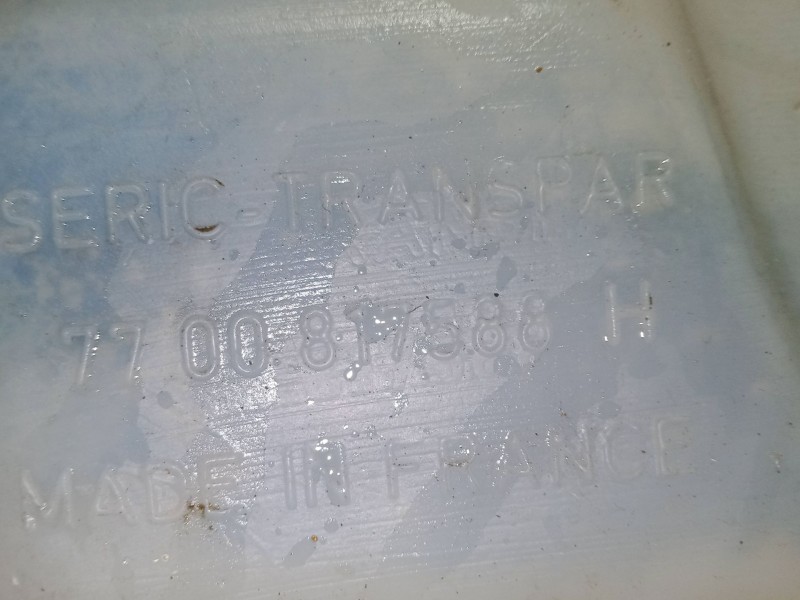 SERIC-TRANSPAR
77 00 817588 H
MADE IN FRANCE